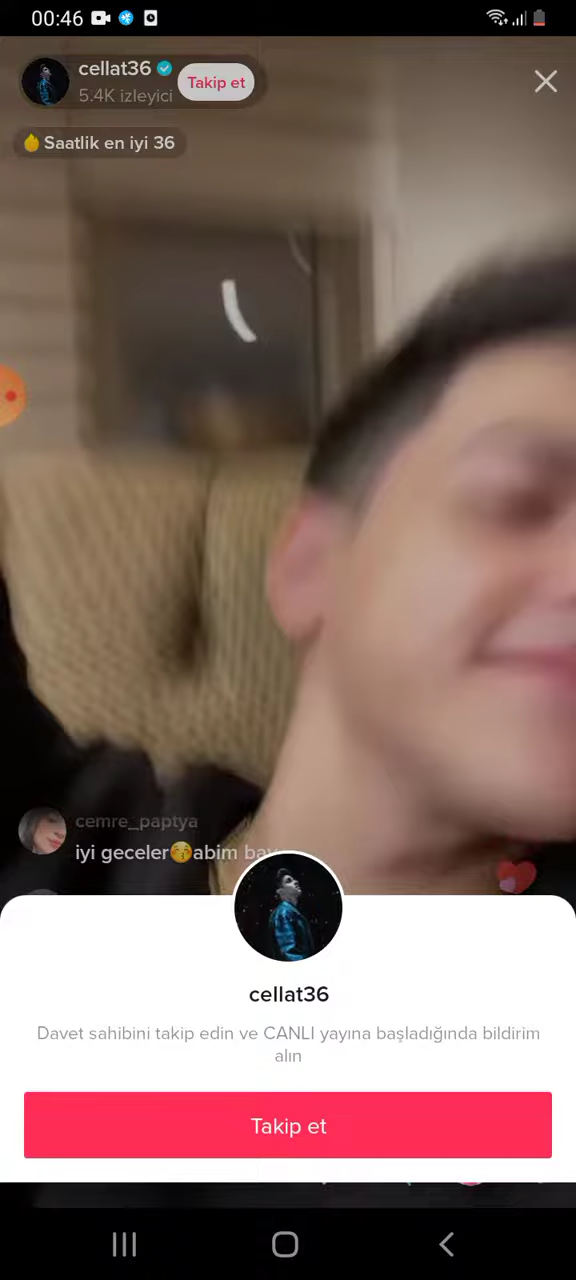 00:46
cellat36
5.4K izleyici
Takip et
Saatlik en iyi 36
cemre_paptya
iyi geceler😚abim bay
cellat36
Davet sahibini takip edin ve CANLI yayına başladığında bildirim
alın
Takip et